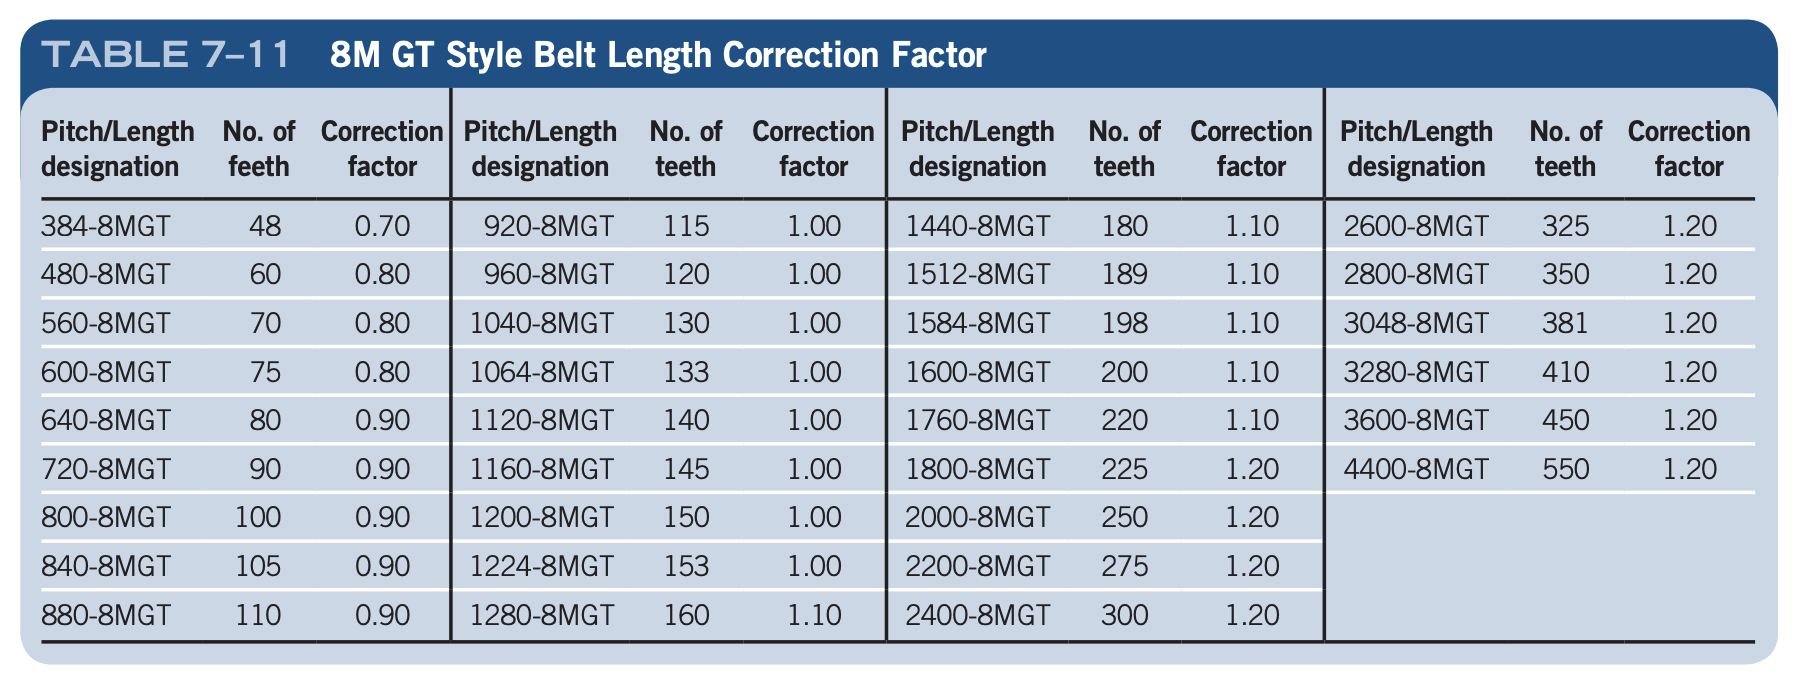 TABLE 7–11 8M GT Style Belt Length Correction Factor
Pitch/Length No. of Correction Pitch/Length No. of Correction Pitch/Length No. of Correction Pitch/Length No. of Correction
designation feeth factor designation teeth factor designation teeth factor designation teeth factor
384-8MGT 48 0.70 920-8MGT 115 1.00 1440-8MGT 180 1.10 2600-8MGT 325 1.20
480-8MGT 60 0.80 960-8MGT 120 1.00 1512-8MGT 189 1.10 2800-8MGT 350 1.20
560-8MGT 70 0.80 1040-8MGT 130 1.00 1584-8MGT 198 1.10 3048-8MGT 381 1.20
600-8MGT 75 0.80 1064-8MGT 133 1.00 1600-8MGT 200 1.10 3280-8MGT 410 1.20
640-8MGT 80 0.90 1120-8MGT 140 1.00 1760-8MGT 220 1.10 3600-8MGT 450 1.20
720-8MGT 90 0.90 1160-8MGT 145 1.00 1800-8MGT 225 1.20 4400-8MGT 550 1.20
800-8MGT 100 0.90 1200-8MGT 150 1.00 2000-8MGT 250 1.20
840-8MGT 105 0.90 1224-8MGT 153 1.00 2200-8MGT 275 1.20
880-8MGT 110 0.90 1280-8MGT 160 1.10 2400-8MGT 300 1.20